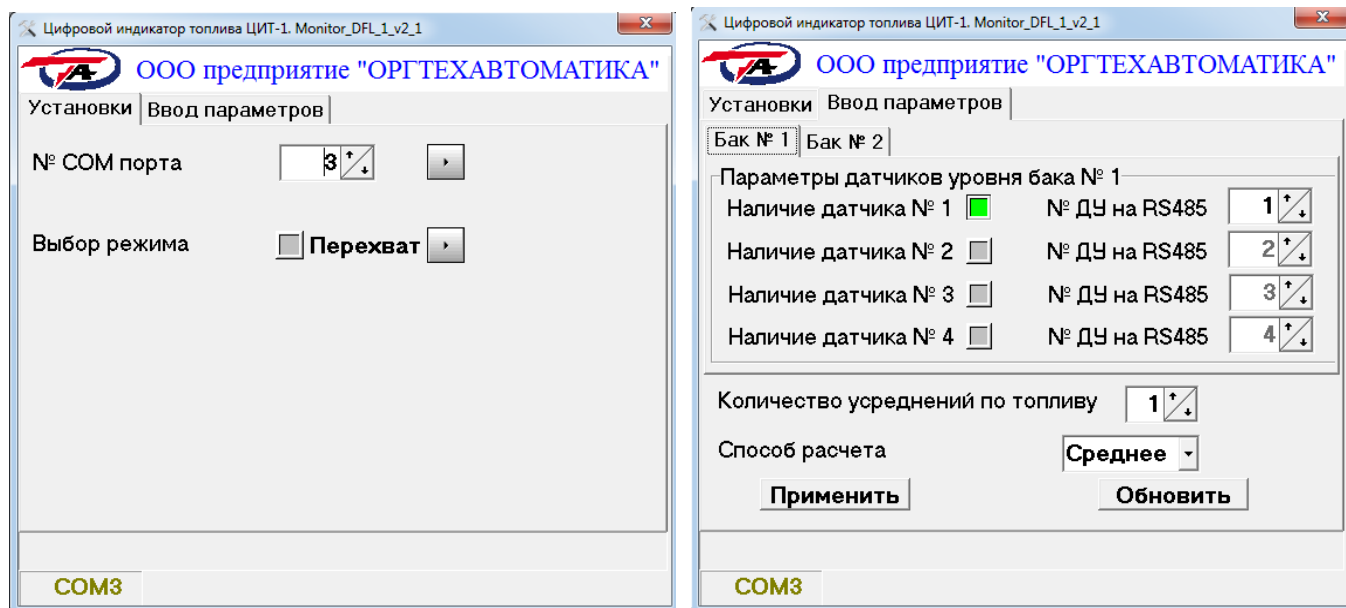 Цифровой индикатор топлива ЦИТ-1. Monitor_DFL_1_v2_1
ТА ООО предприятие "ОРГТЕХАВТОМАТИКА"
Установки Ввод параметров
№ COM порта 3
Выбор режима Перехват
COM3
Цифровой индикатор топлива ЦИТ-1. Monitor_DFL_1_v2_1
ТА ООО предприятие "ОРГТЕХАВТОМАТИКА"
Установки Ввод параметров
Бак № 1 Бак № 2
Параметры датчиков уровня бака № 1
Наличие датчика № 1 № ДУ на RS485 1
Наличие датчика № 2 № ДУ на RS485 2
Наличие датчика № 3 № ДУ на RS485 3
Наличие датчика № 4 № ДУ на RS485 4
Количество усреднений по топливу 1
Способ расчета Среднее
Применить Обновить
COM3